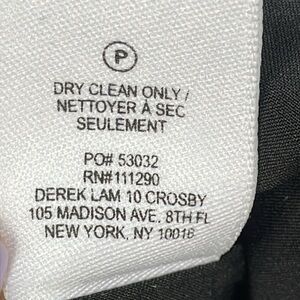 P
DRY CLEAN ONLY /
NETTOYER À SEC
SEULEMENT
PO# 53032
RN#111290
DEREK LAM 10 CROSBY
105 MADISON AVE. 8TH FL
NEW YORK, NY 10016